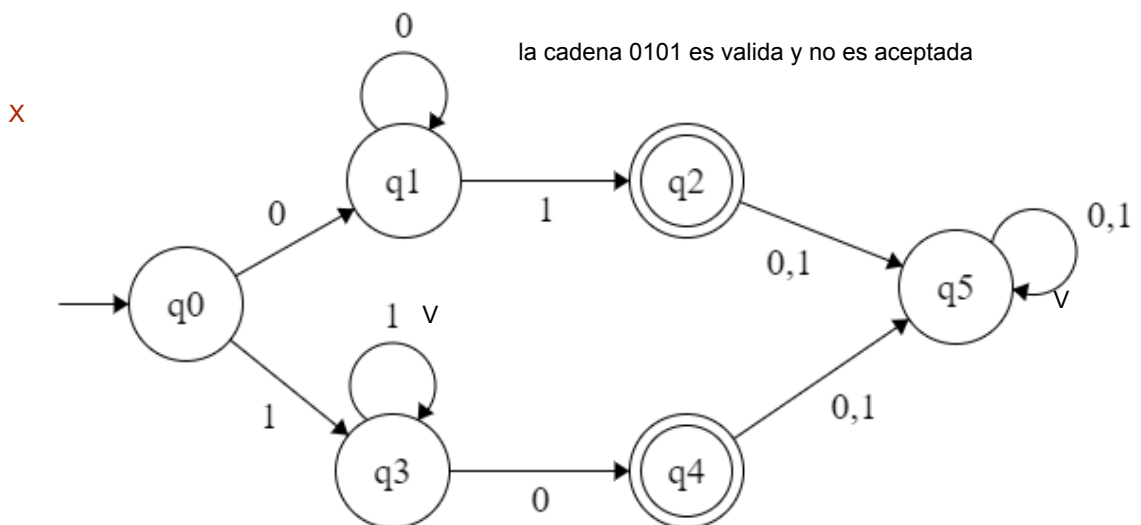 0
la cadena 0101 es valida y no es aceptada
X
q1
q2
0
1
0,1
0,1
q0
q5
1 V
V
1
0,1
q3
q4
0